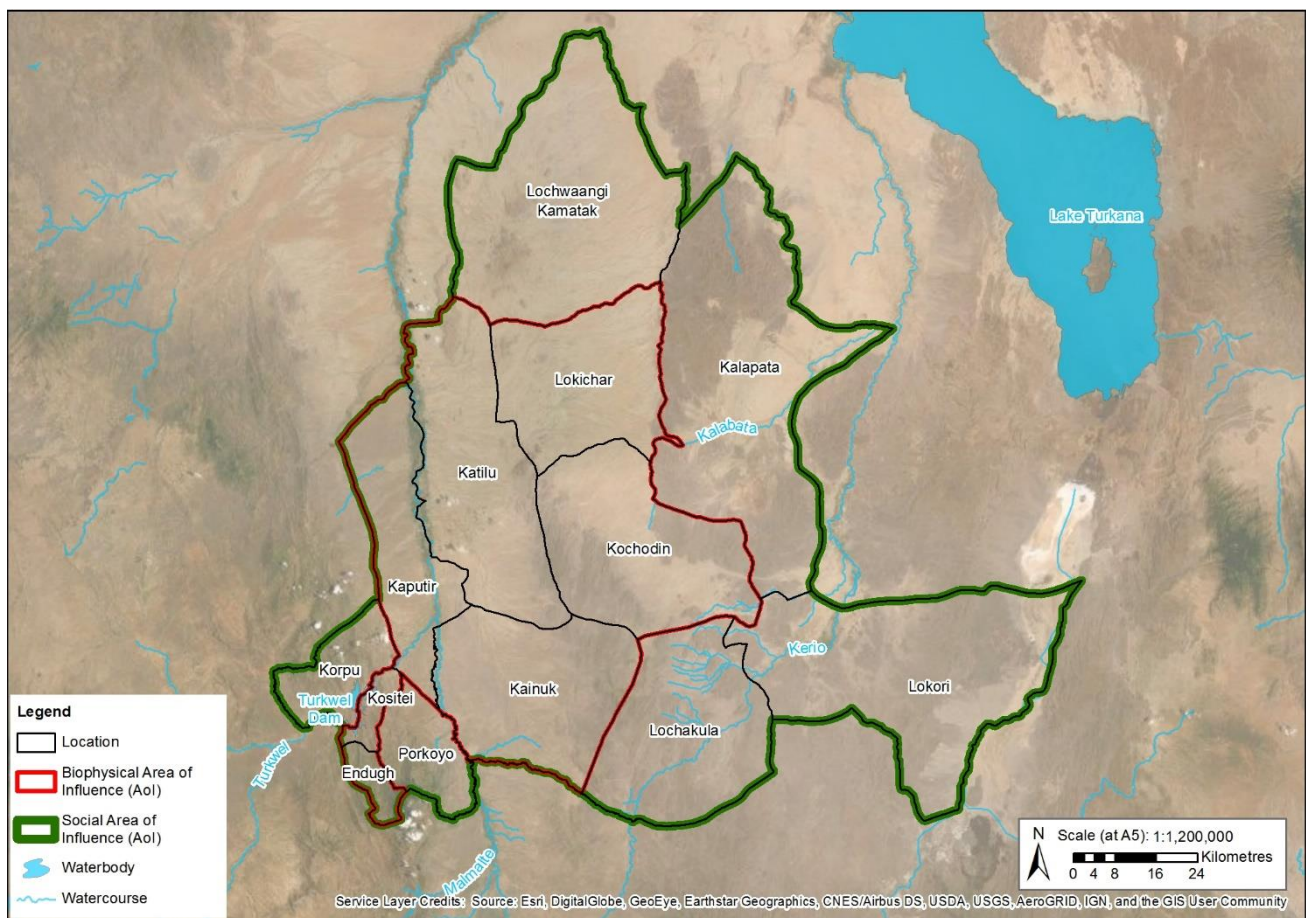 Lake Turkana
Lochwaangi
Kamatak
Kalapata
Lokichar
Kalabata
Katilu
Kochodin
Kaputir
Kerio
Korpu
Kositei
Kainuk
Lokori
Turkwel
Dam
Lochakula
Porkoyo
Endugh
Turkwel
Malmalte
Legend
Location
Biophysical Area of
Influence (AoI)
Social Area of
Influence (AoI)
Waterbody
Watercourse
N
Scale (at A5): 1:1,200,000
Kilometres
0 4 8 16 24
Service Layer Credits: Source: Esri, DigitalGlobe, GeoEye, Earthstar Geographics, CNES/Airbus DS, USDA, USGS, AeroGRID, IGN, and the GIS User Community